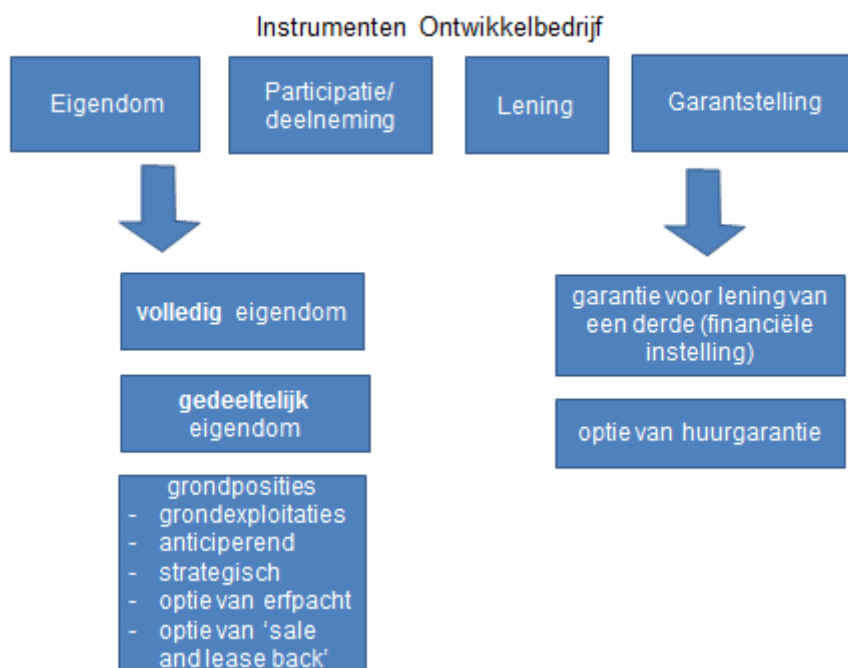 Instrumenten Ontwikkelbedrijf
Eigendom
Participatie/
deelneming
Lening
Garantstelling
volledig eigendom
gedeeltelijk
eigendom
grondposities
- grondexploitaties
- anticiperend
- strategisch
- optie van erfpacht
- optie van ‘sale
and lease back’
garantie voor lening van
een derde (financiële
instelling)
optie van huurgarantie